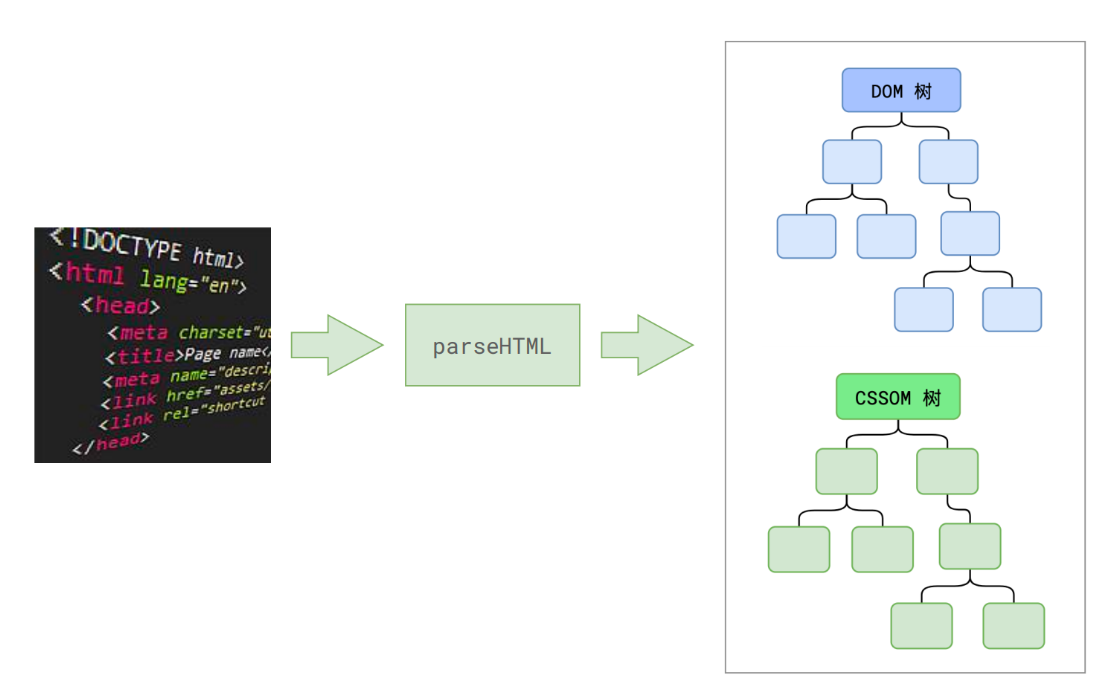 <!DOCTYPE html>
<html lang="en">
<head>
<meta charset="ut
<title>Page name</
<meta name="descrip
<link href="assets/
<link rel="shortcut
</head>
parseHTML
DOM 树
CSSOM 树